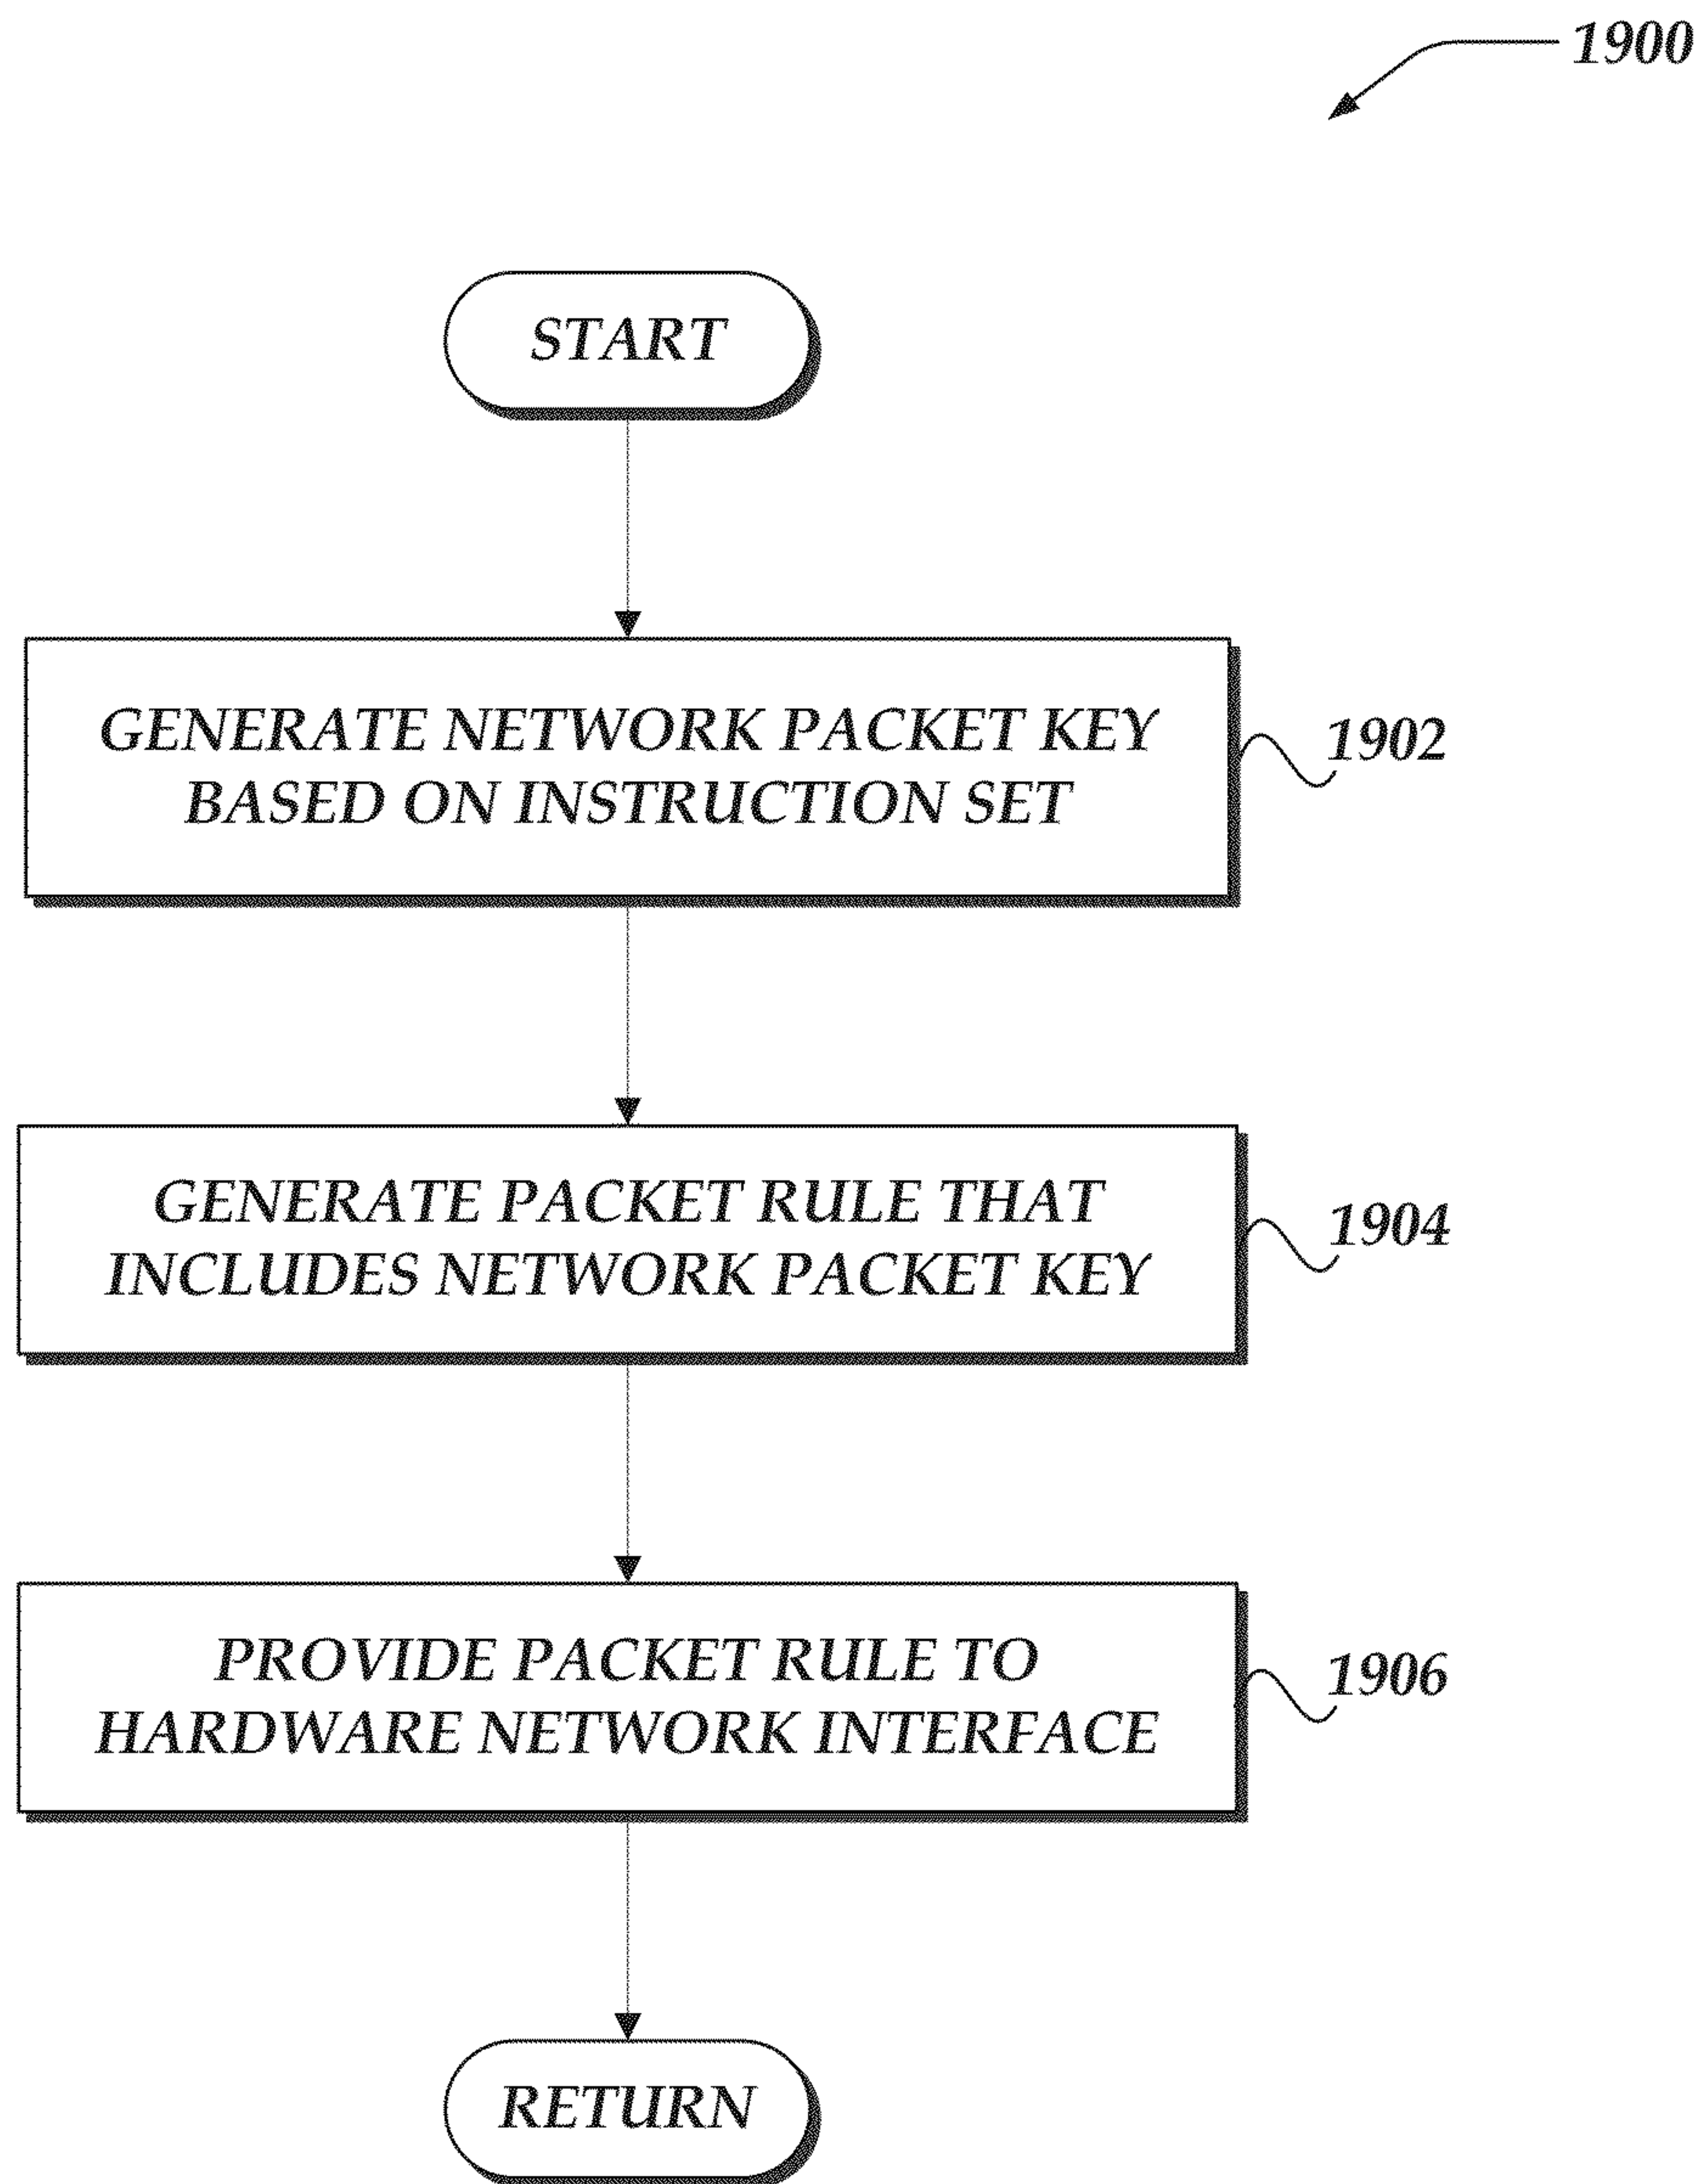 1900
START
GENERATE NETWORK PACKET KEY
BASED ON INSTRUCTION SET
1902
GENERATE PACKET RULE THAT
INCLUDES NETWORK PACKET KEY
1904
PROVIDE PACKET RULE TO
HARDWARE NETWORK INTERFACE
1906
RETURN